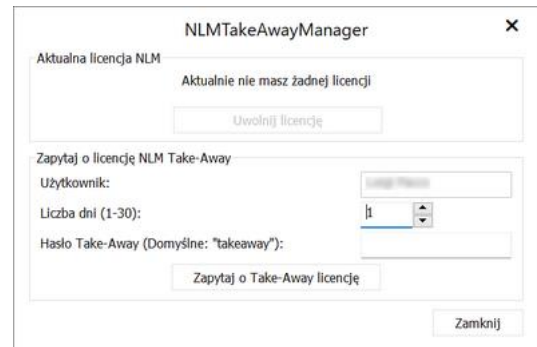 NLMTakeAwayManager
Aktualna licencja NLM
Aktualnie nie masz żadnej licencji
Uwolnij licencję
Zapytaj o licencję NLM Take-Away
Użytkownik:
Liczba dni (1-30): 1
Hasło Take-Away (Domyślne: "takeaway"):
Zapytaj o Take-Away licencję
Zamknij